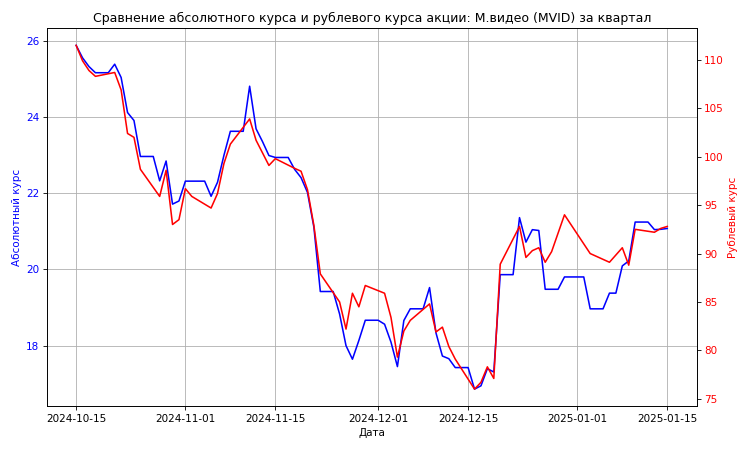 Сравнение абсолютного курса и рублевого курса акции: М.видео (MVID) за квартал
26
24
22
20
18
Абсолютный курс
110
105
100
95
90
85
80
75
Рублевый курс
2024-10-15 2024-11-01 2024-11-15 2024-12-01 2024-12-15 2025-01-01 2025-01-15
Дата